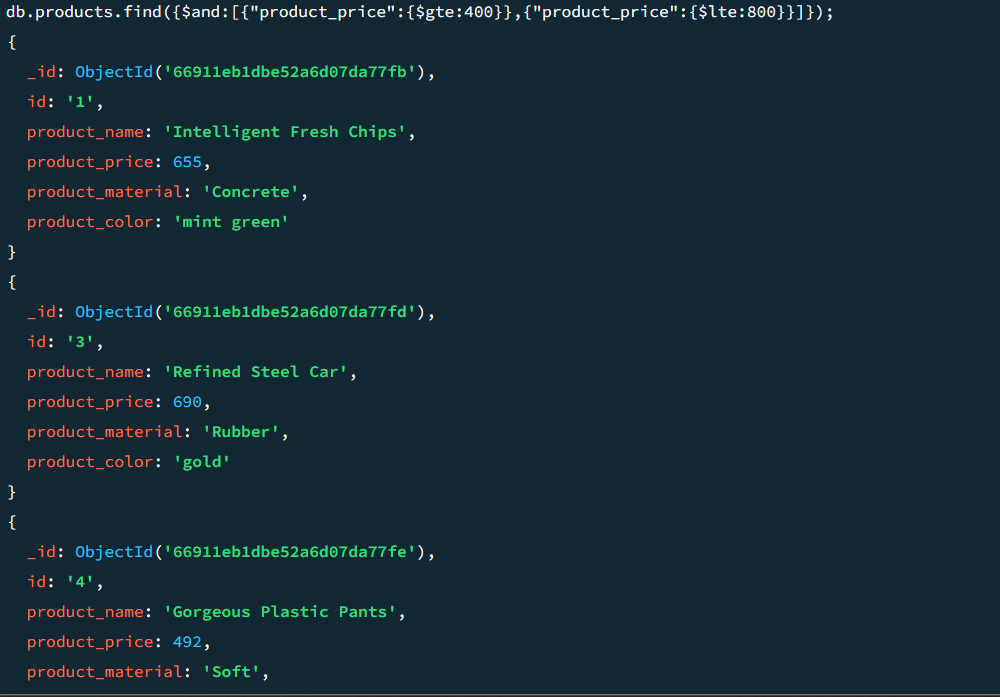 db.products.find({$and:[{"product_price":{$gte:400}},{"product_price":{$lte:800}}]});
{
  _id: ObjectId('66911eb1dbe52a6d07da77fb'),
  id: '1',
  product_name: 'Intelligent Fresh Chips',
  product_price: 655,
  product_material: 'Concrete',
  product_color: 'mint green'
}
{
  _id: ObjectId('66911eb1dbe52a6d07da77fd'),
  id: '3',
  product_name: 'Refined Steel Car',
  product_price: 690,
  product_material: 'Rubber',
  product_color: 'gold'
}
{
  _id: ObjectId('66911eb1dbe52a6d07da77fe'),
  id: '4',
  product_name: 'Gorgeous Plastic Pants',
  product_price: 492,
  product_material: 'Soft',